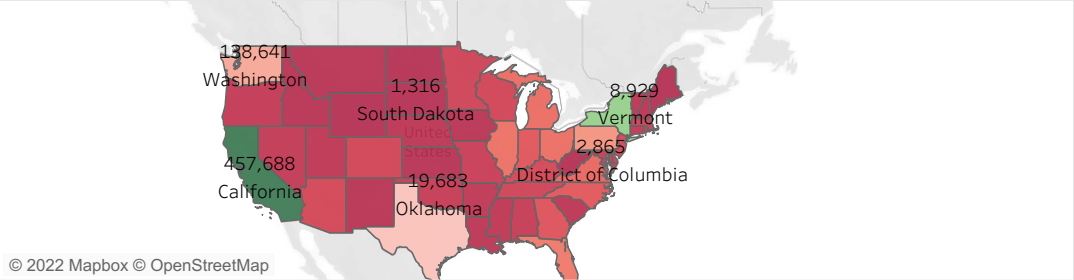 138,641
Washington
1,316
South Dakota
8,929
Vermont
United
States
2,865
District of Columbia
457,688
California
19,683
Oklahoma
© 2022 Mapbox © OpenStreetMap